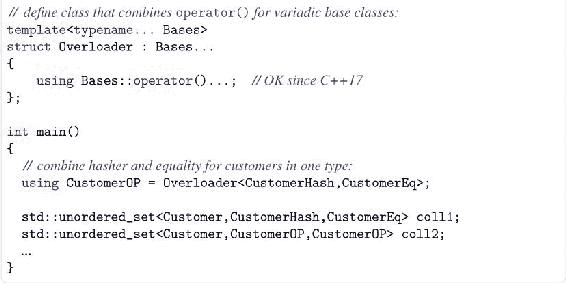 // define class that combines operator() for variadic base classes:
template<typename... Bases>
struct Overloader : Bases...
{
    using Bases::operator()...;  // OK since C++17
};

int main()
{
  // combine hasher and equality for customers in one type:
  using CustomerOP = Overloader<CustomerHash,CustomerEq>;

  std::unordered_set<Customer,CustomerHash,CustomerEq> coll1;
  std::unordered_set<Customer,CustomerOP,CustomerOP> coll2;
  ...
}